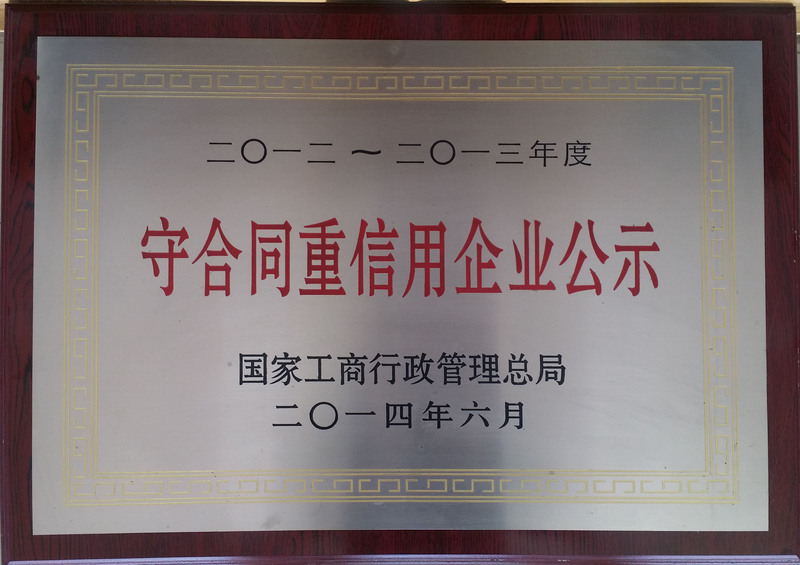 二〇一二~二〇一三年度
守合同重信用企业公示
国家工商行政管理总局
二〇一四年六月